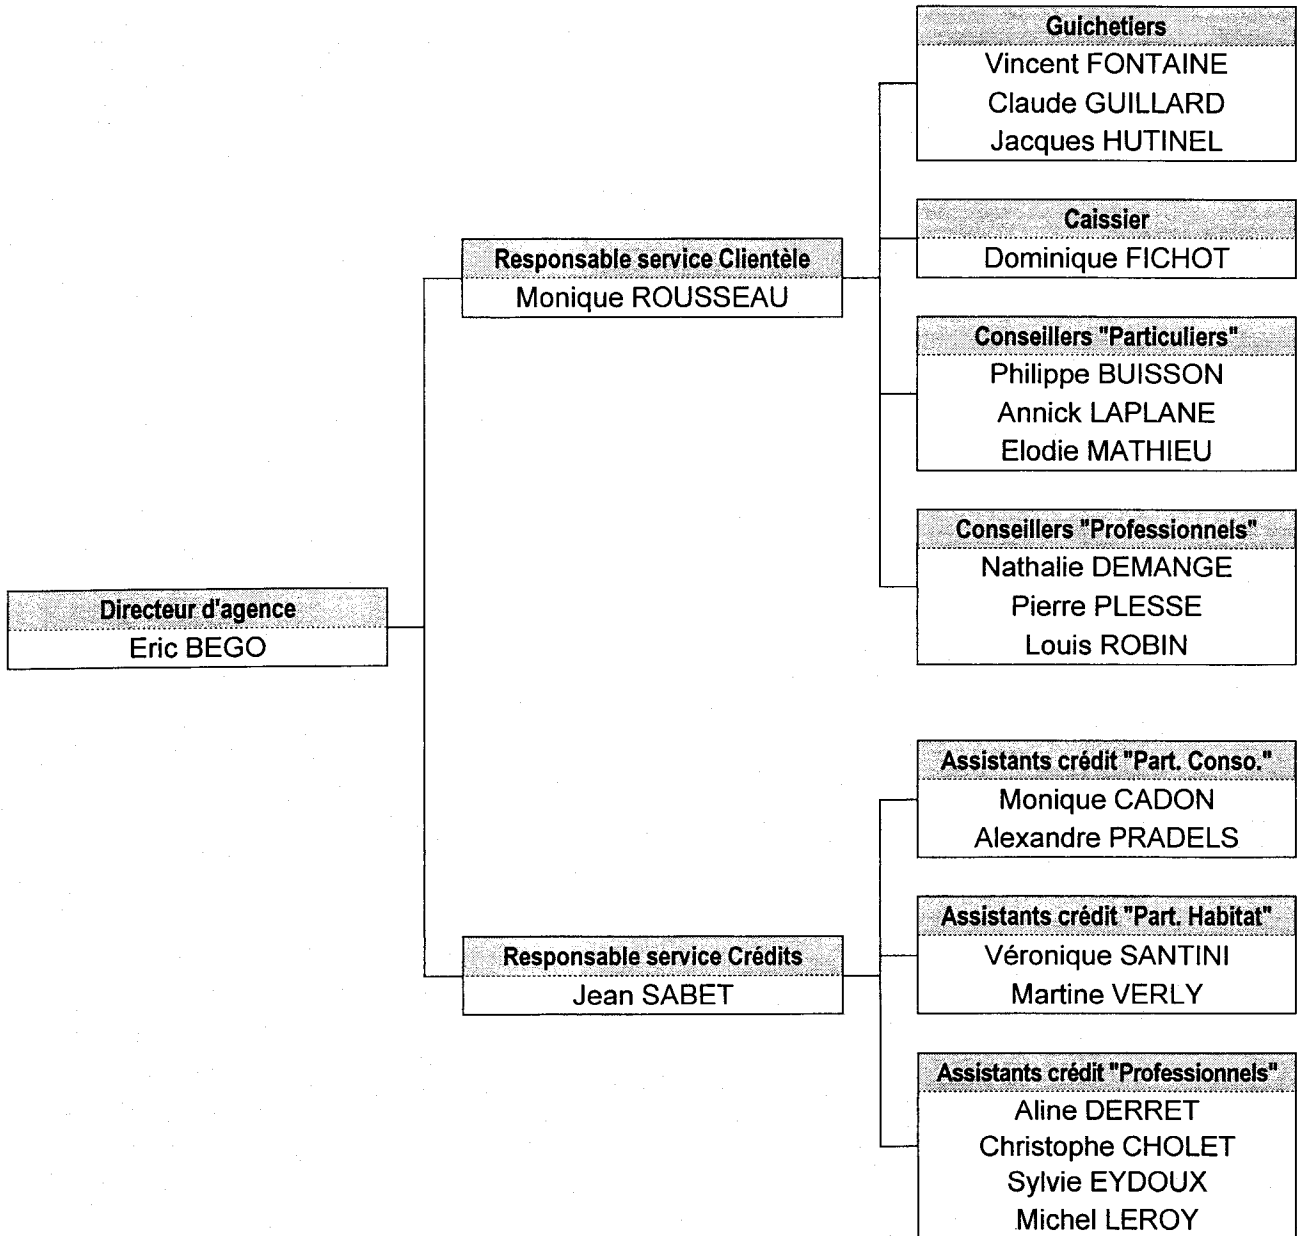 Guichetiers
Vincent FONTAINE
Claude GUILLARD
Jacques HUTINEL
Caissier
Dominique FICHOT
Responsable service Clientèle
Monique ROUSSEAU
Conseillers "Particuliers"
Philippe BUISSON
Annick LAPLANE
Elodie MATHIEU
Conseillers "Professionnels"
Nathalie DEMANGE
Pierre PLESSE
Louis ROBIN
Directeur d'agence
Eric BEGO
Assistants crédit "Part. Conso."
Monique CADON
Alexandre PRADELS
Assistants crédit "Part. Habitat"
Véronique SANTINI
Martine VERLY
Responsable service Crédits
Jean SABET
Assistants crédit "Professionnels"
Aline DERRET
Christophe CHOLET
Sylvie EYDOUX
Michel LEROY